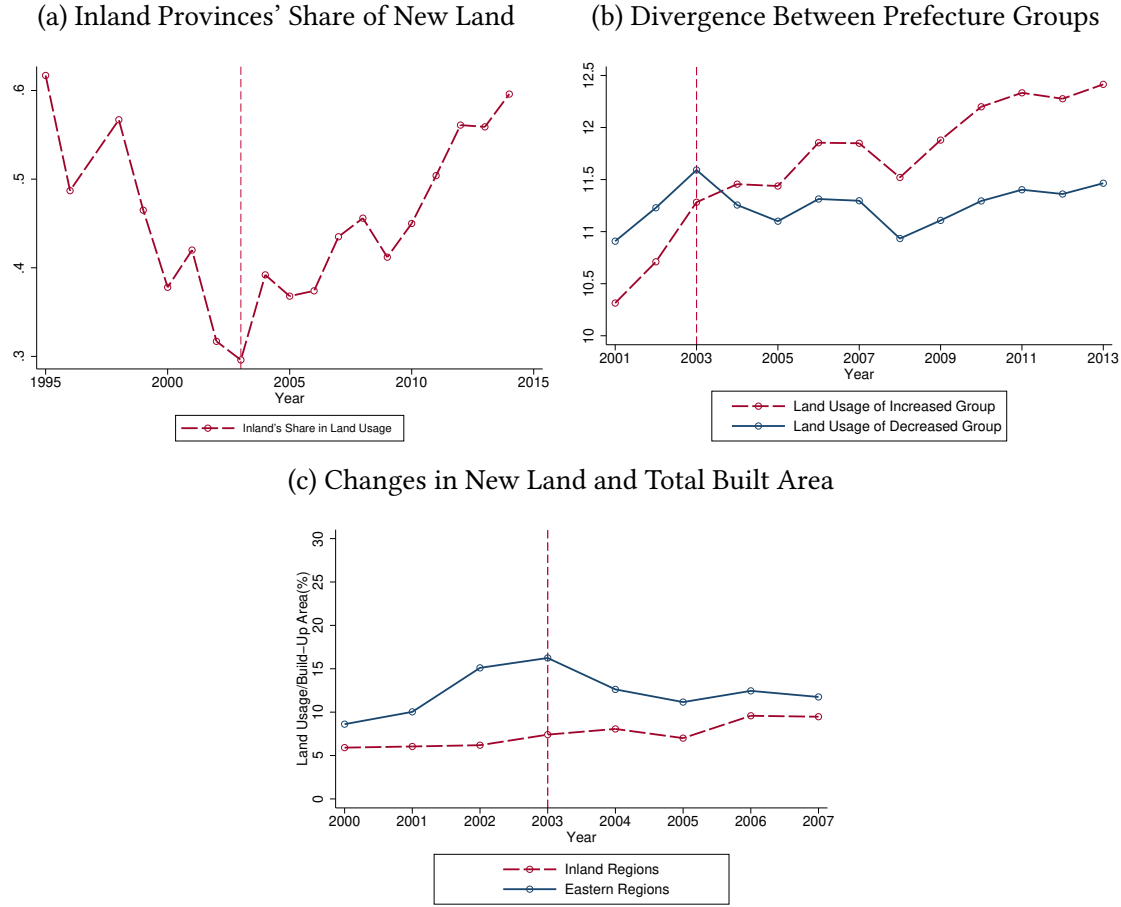 (a) Inland Provinces’ Share of New Land
.6
.5
.4
.3
1995 2000 2005 2010 2015
Year
Inland's Share in Land Usage
(b) Divergence Between Prefecture Groups
12.5
12
11.5
11
10.5
10
2001 2003 2005 2007 2009 2011 2013
Year
Land Usage of Increased Group
Land Usage of Decreased Group
(c) Changes in New Land and Total Built Area
Land Usage/Build−Up Area(%)
30
25
20
15
10
5
0
2000 2001 2002 2003 2004 2005 2006 2007
Year
Inland Regions
Eastern Regions